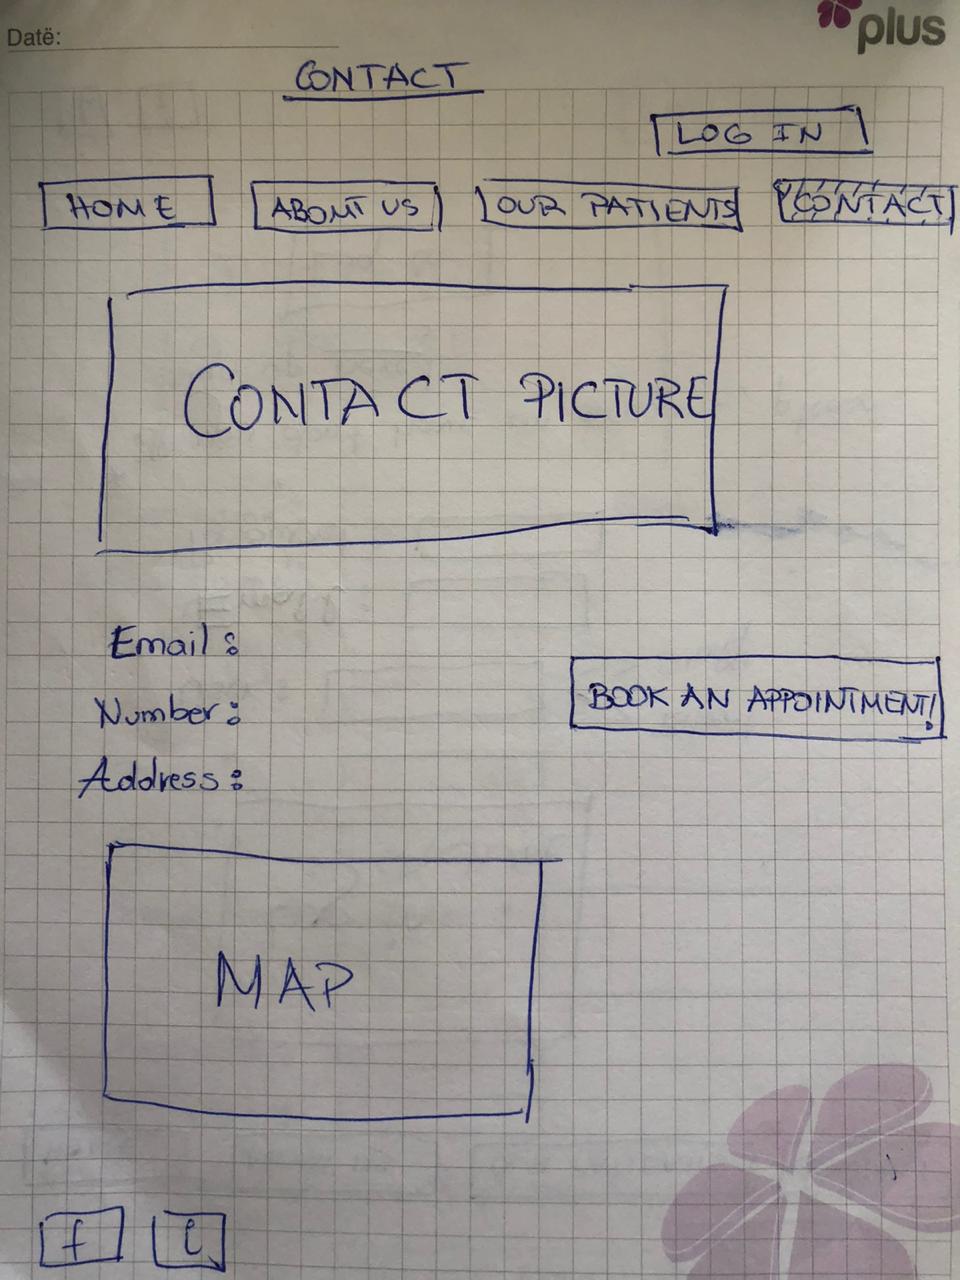 Datë:
plus
CONTACT
LOG IN
HOME
ABOUT US
OUR PATIENTS
CONTACT
CONTACT PICTURE
Email:
Number:
BOOK AN APPOINTMENT!
Address:
MAP
f
t